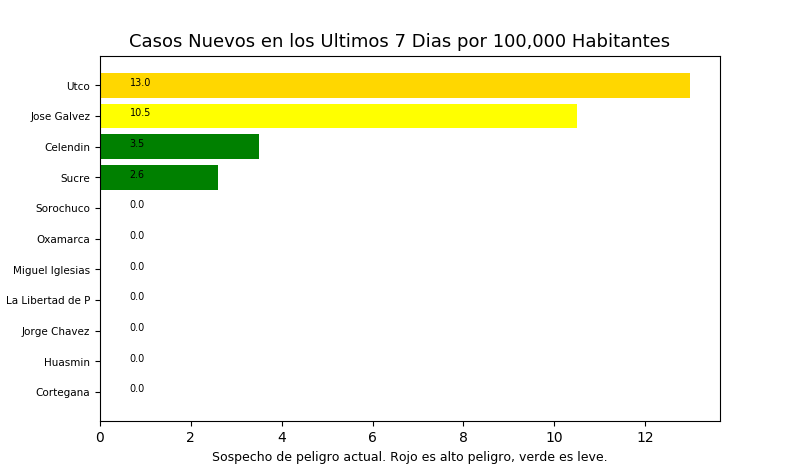 Casos Nuevos en los Ultimos 7 Dias por 100,000 Habitantes
Utco 13.0
Jose Galvez 10.5
Celendin 3.5
Sucre 2.6
Sorochuco 0.0
Oxamarca 0.0
Miguel Iglesias 0.0
La Libertad de P 0.0
Jorge Chavez 0.0
Huasmin 0.0
Cortegana 0.0
0 2 4 6 8 10 12
Sospecho de peligro actual. Rojo es alto peligro, verde es leve.